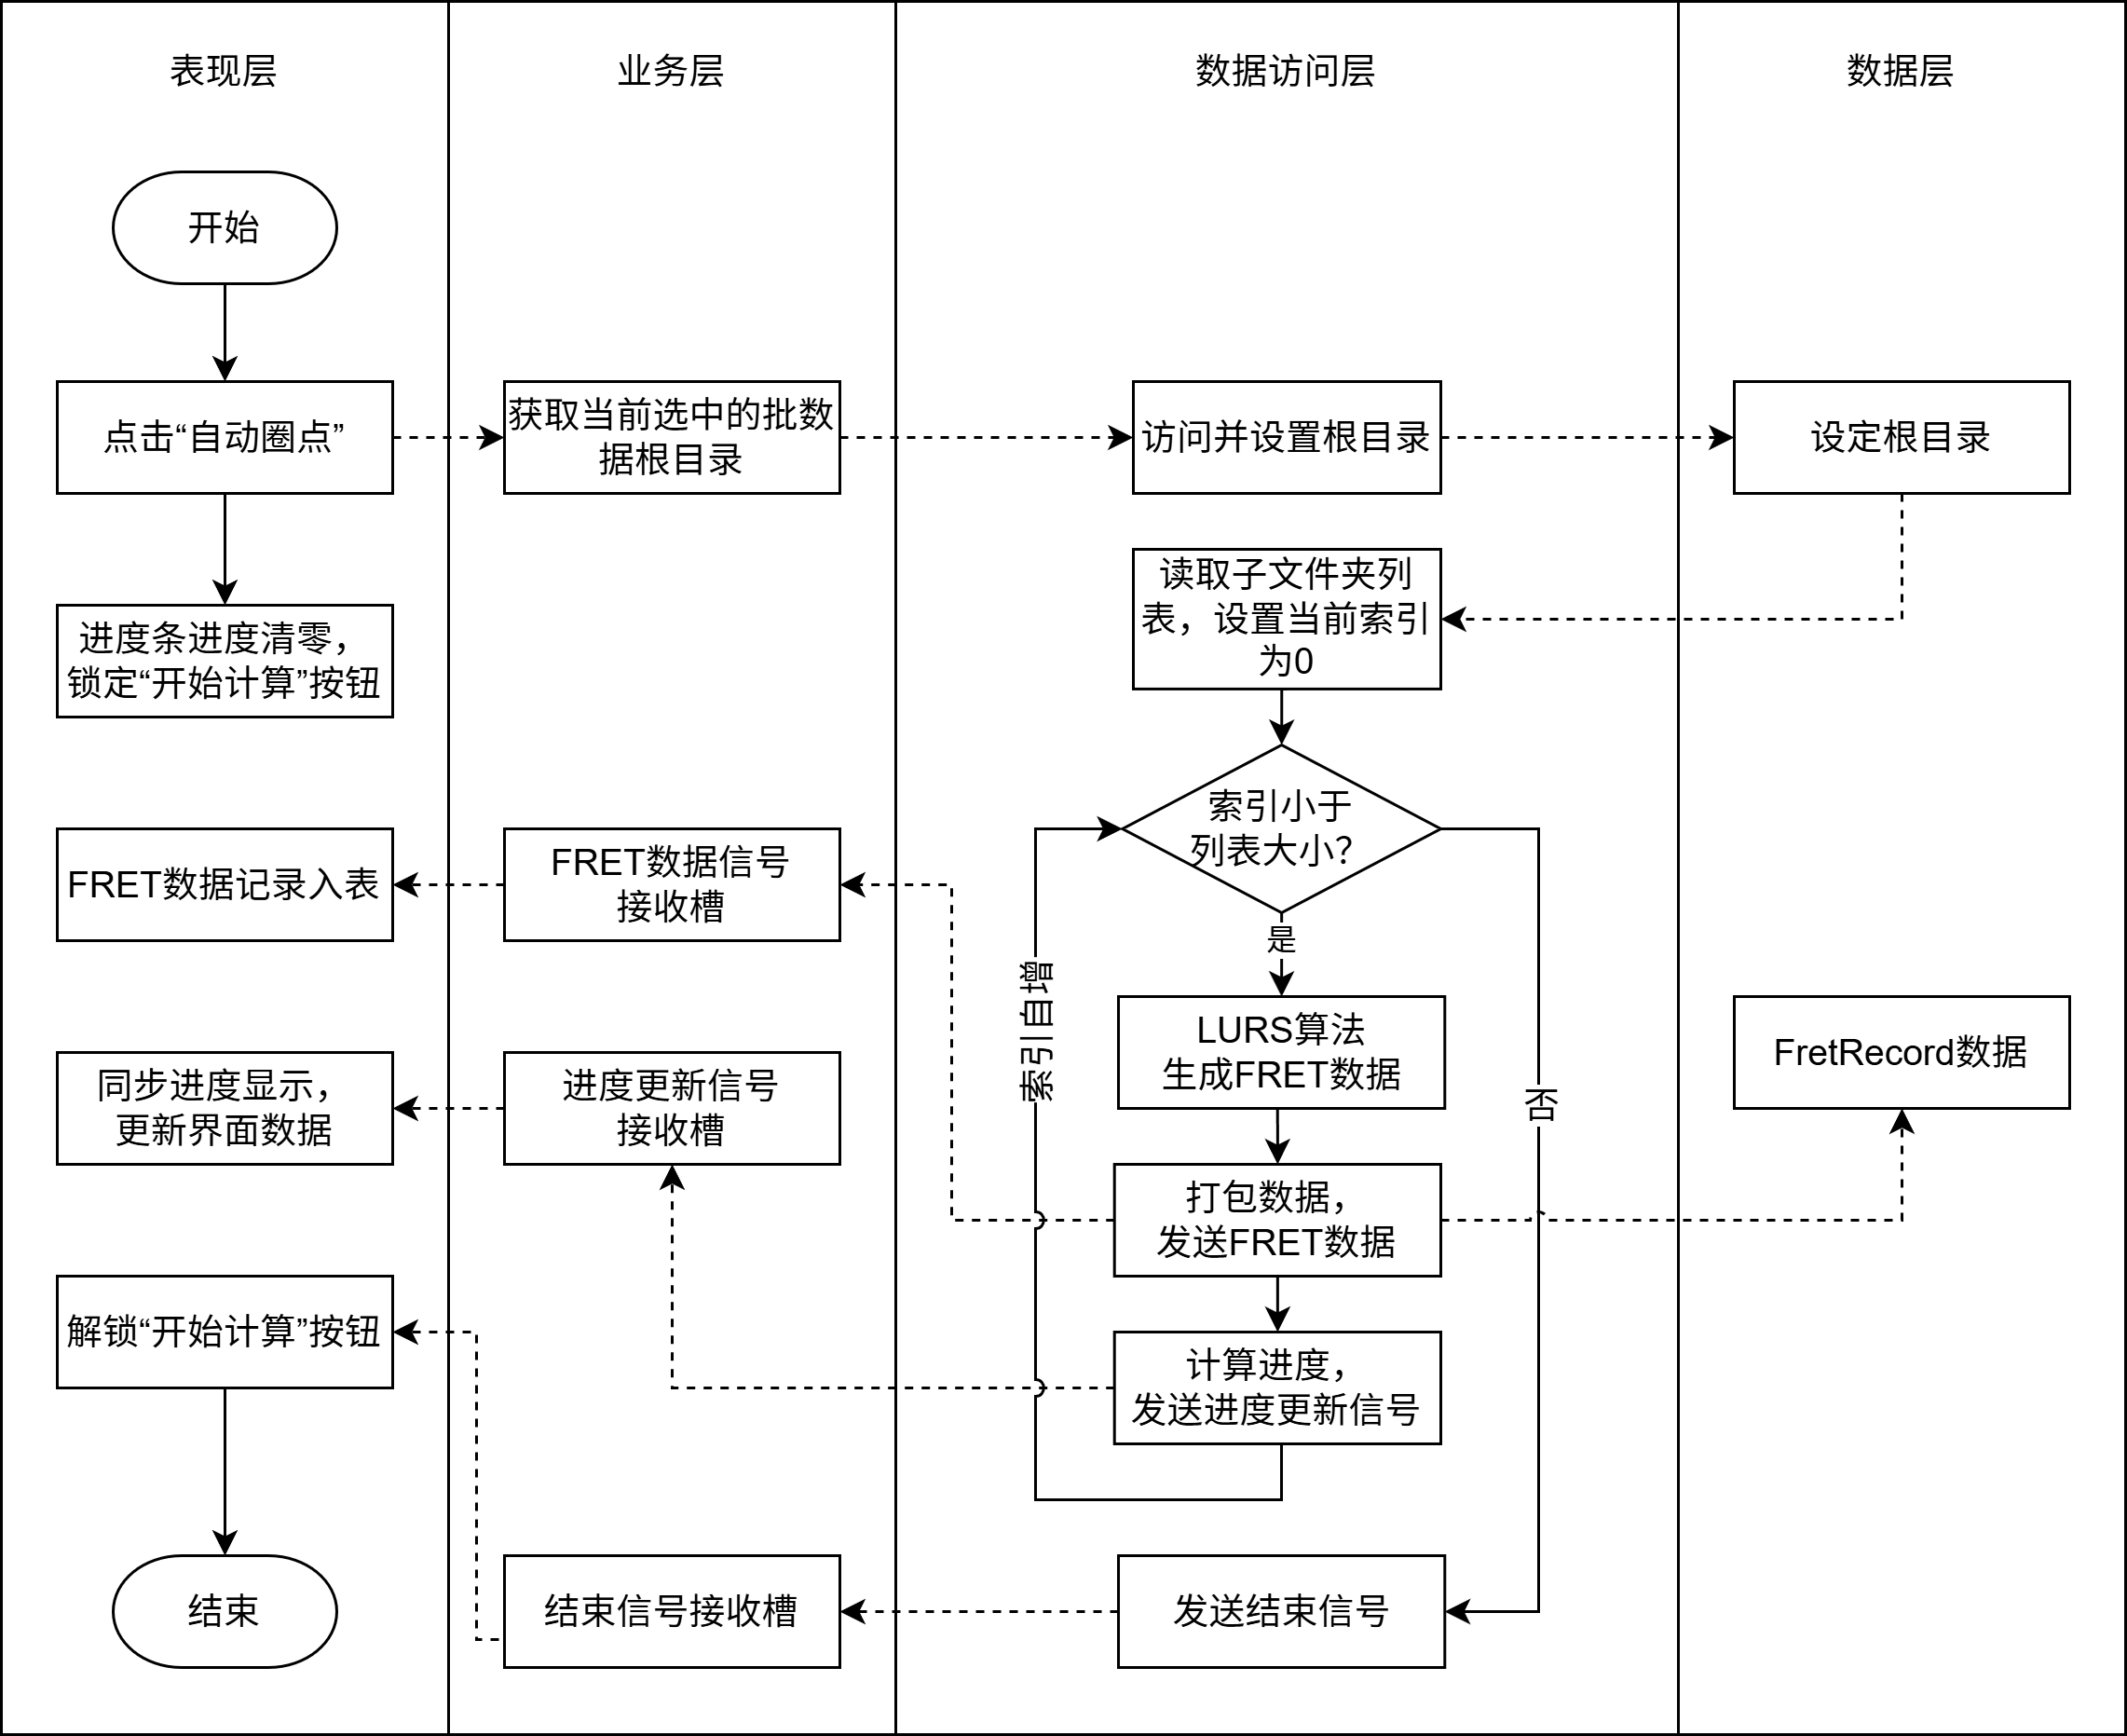 表现层
业务层
数据访问层
数据层
开始
点击“自动圈点”
获取当前选中的批数
据根目录
访问并设置根目录
设定根目录
读取子文件夹列
表，设置当前索引
为0
进度条进度清零，
锁定“开始计算”按钮
索引小于
列表大小？
FRET数据记录入表
FRET数据信号
接收槽
是
索引自增
LURS算法
生成FRET数据
否
FretRecord数据
同步进度显示，
更新界面数据
进度更新信号
接收槽
打包数据，
发送FRET数据
解锁“开始计算”按钮
计算进度，
发送进度更新信号
结束
结束信号接收槽
发送结束信号